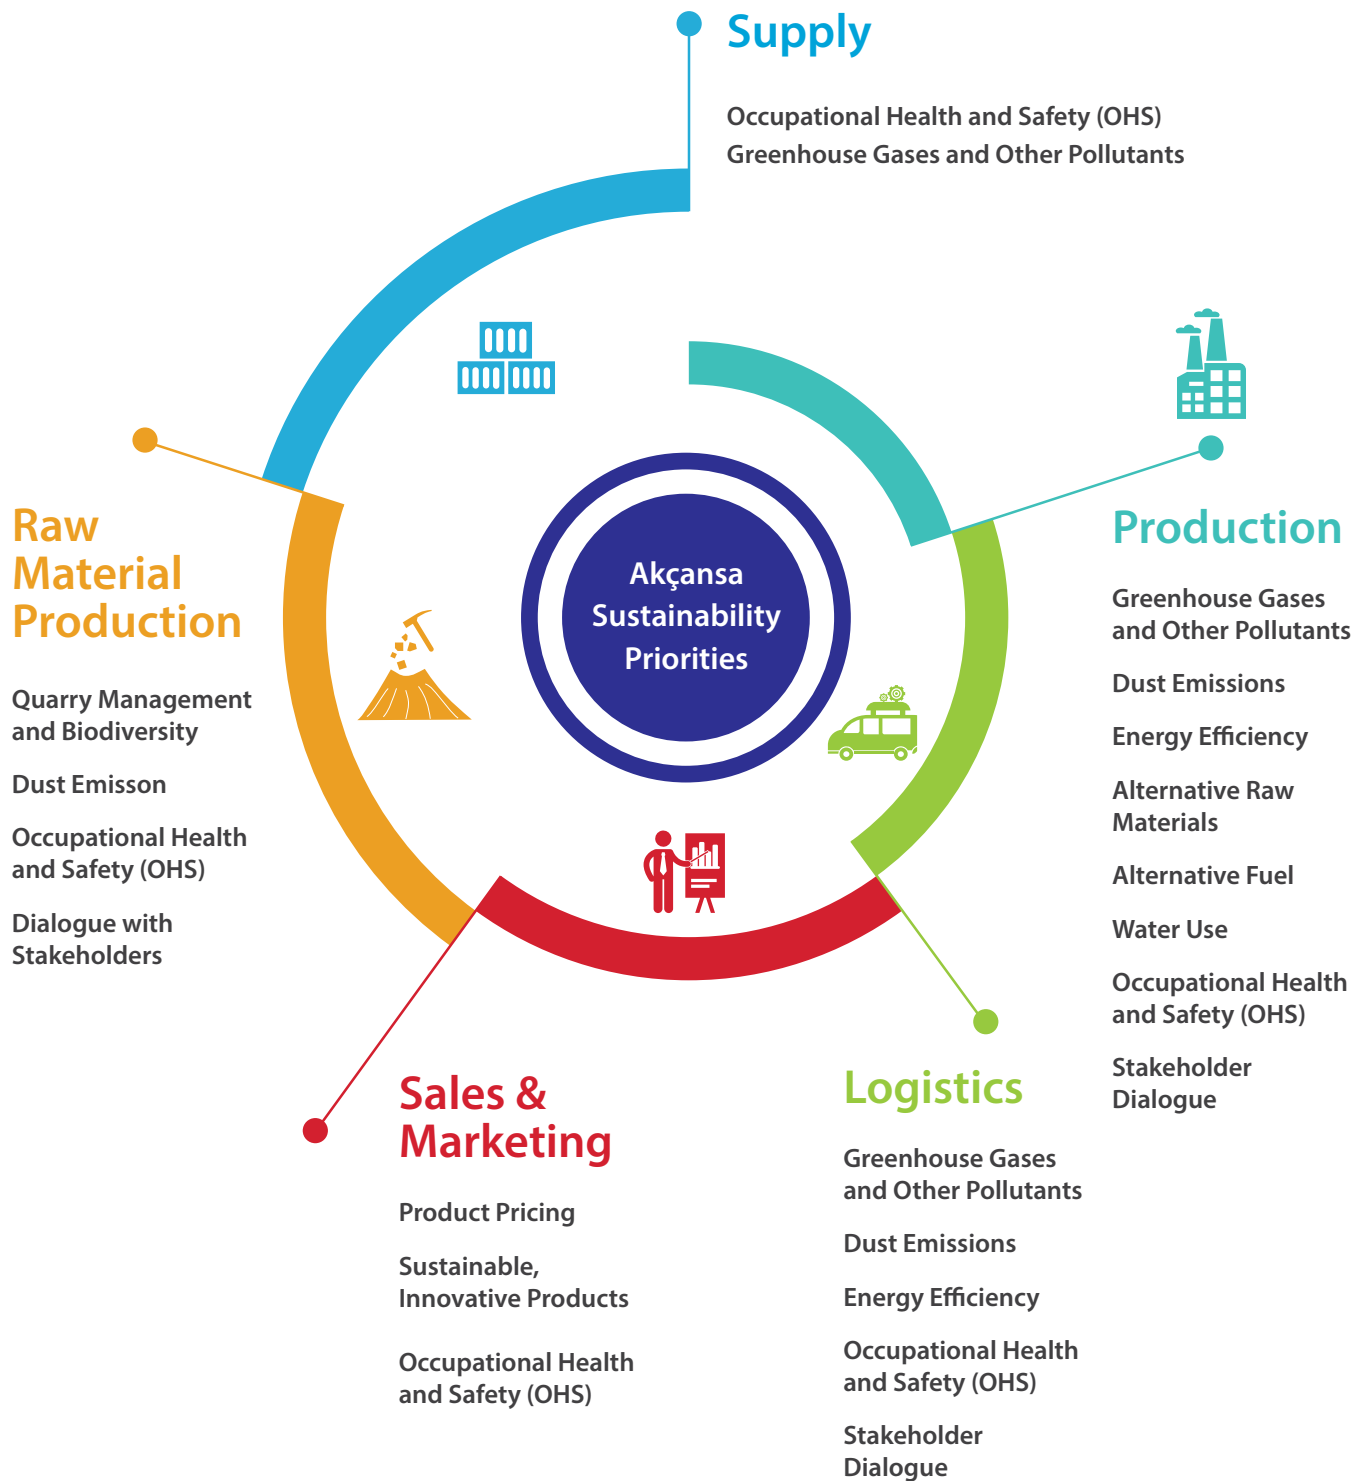 Supply
Occupational Health and Safety (OHS)
Greenhouse Gases and Other Pollutants
Akçansa
Sustainability
Priorities
Raw
Material
Production
Quarry Management
and Biodiversity
Dust Emisson
Occupational Health
and Safety (OHS)
Dialogue with
Stakeholders
Production
Greenhouse Gases
and Other Pollutants
Dust Emissions
Energy Efficiency
Alternative Raw
Materials
Alternative Fuel
Water Use
Occupational Health
and Safety (OHS)
Stakeholder
Dialogue
Sales &
Marketing
Product Pricing
Sustainable,
Innovative Products
Occupational Health
and Safety (OHS)
Logistics
Greenhouse Gases
and Other Pollutants
Dust Emissions
Energy Efficiency
Occupational Health
and Safety (OHS)
Stakeholder
Dialogue